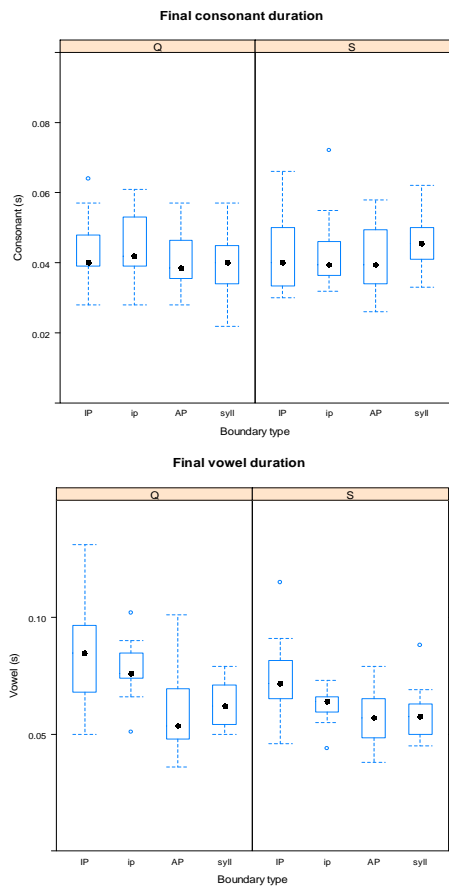 Final consonant duration
Q S
0.08
0.06
0.04
0.02
Consonant (s)
IP ip AP syll IP ip AP syll
Boundary type
Final vowel duration
Q S
0.10
0.05
Vowel (s)
IP ip AP syll IP ip AP syll
Boundary type